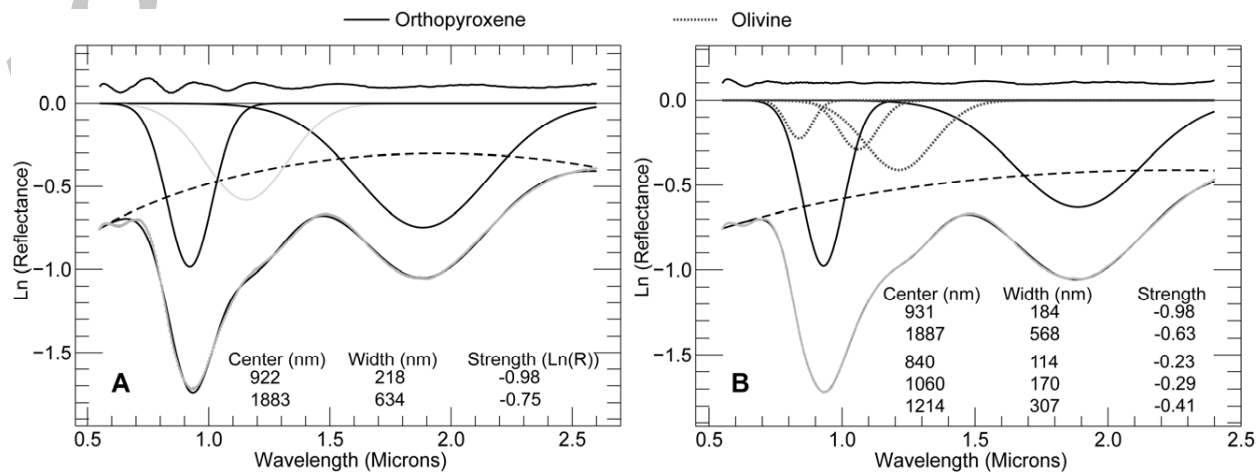 Orthopyroxene Olivine
0.0
−0.5
−1.0
−1.5
Ln (Reflectance)
Center (nm) Width (nm) Strength (Ln(R))
922 218 -0.98
1883 634 -0.75
A
0.5 1.0 1.5 2.0 2.5
Wavelength (Microns)
0.0
−0.5
−1.0
−1.5
Ln (Reflectance)
Center (nm) Width (nm) Strength
931 184 -0.98
1887 568 -0.63
840 114 -0.23
1060 170 -0.29
1214 307 -0.41
B
0.5 1.0 1.5 2.0 2.5
Wavelength (Microns)